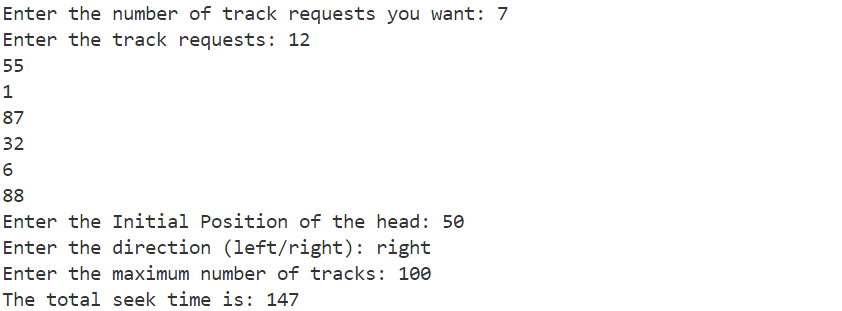 Enter the number of track requests you want: 7
Enter the track requests: 12
55
1
87
32
6
88
Enter the Initial Position of the head: 50
Enter the direction (left/right): right
Enter the maximum number of tracks: 100
The total seek time is: 147